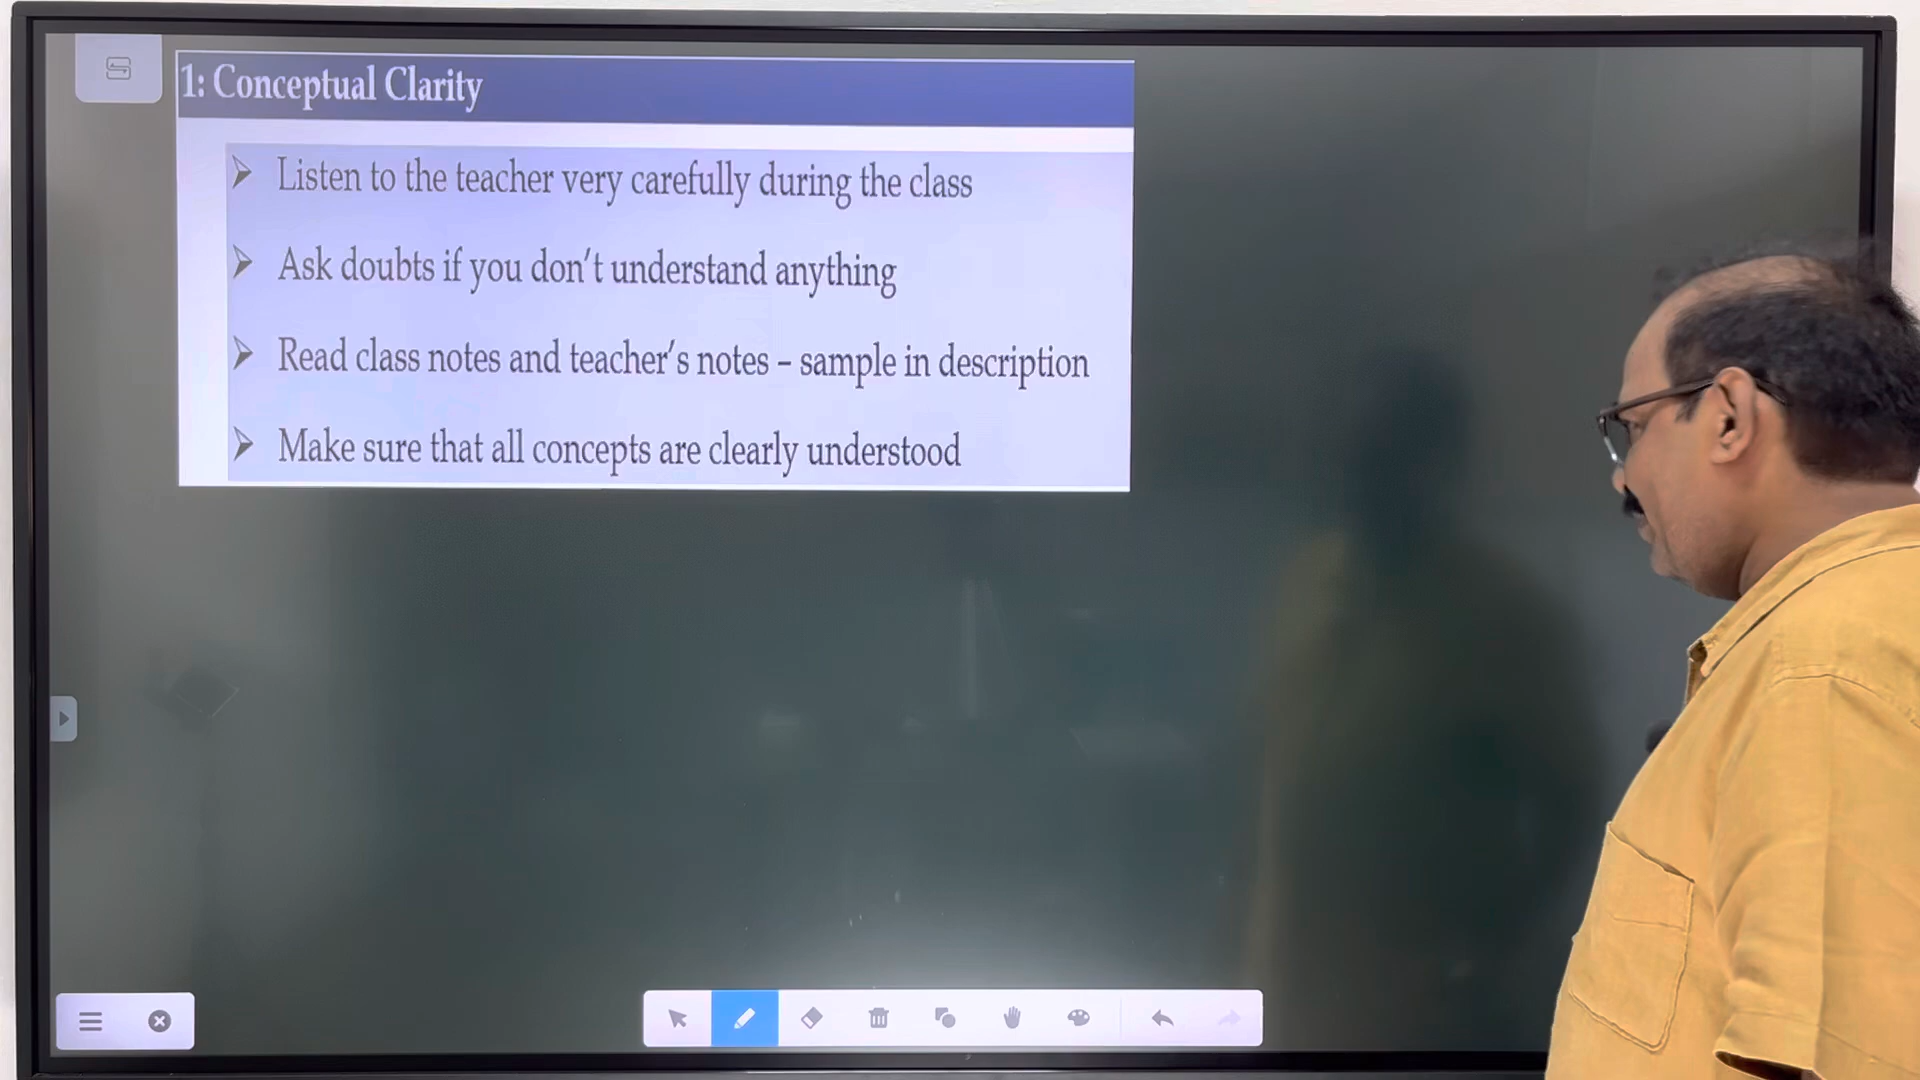 1: Conceptual Clarity
➢ Listen to the teacher very carefully during the class
➢ Ask doubts if you don’t understand anything
➢ Read class notes and teacher’s notes – sample in description
➢ Make sure that all concepts are clearly understood